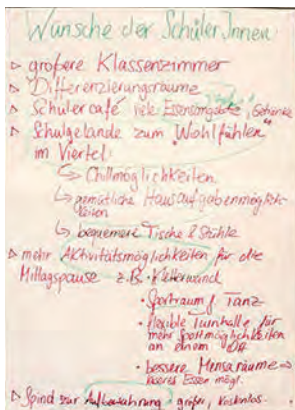 Wünsche der SchülerInnen:
▹ größere Klassenzimmer
▹ Differenzierungsräume
▹ Schülercafé viele Essensangebote, Getränke
▹ Schulgelände zum "Wohlfühlen"
im Viertel:
↳ Chillmöglichkeiten
↳ gemütliche Hausaufgabenmöglich-
keiten
↳ bequemere Tische & Stühle
▹ mehr Aktivitätsmöglichkeiten für die
Mittagspause z.B. • Kletterwand
• Sportraum / Tanz
• flexible Turnhalle für
mehr Sportmöglichkeiten
an einem Ort
• bessere Mensaräume ⇒
besseres Essen mögl.
▹ Spind zur Aufbewahrung größer, kostenlos